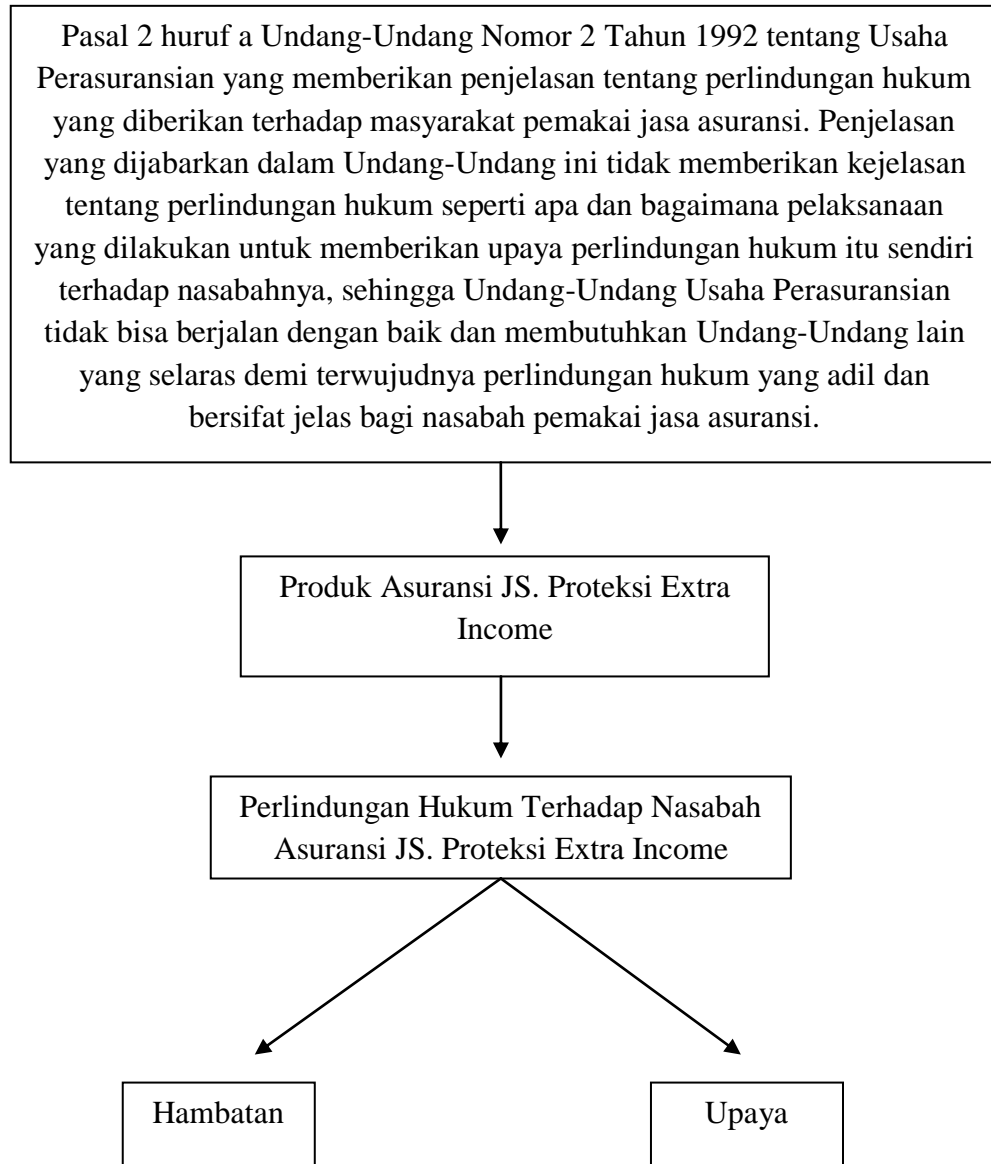 Pasal 2 huruf a Undang-Undang Nomor 2 Tahun 1992 tentang Usaha
Perasuransian yang memberikan penjelasan tentang perlindungan hukum
yang diberikan terhadap masyarakat pemakai jasa asuransi. Penjelasan
yang dijabarkan dalam Undang-Undang ini tidak memberikan kejelasan
tentang perlindungan hukum seperti apa dan bagaimana pelaksanaan
yang dilakukan untuk memberikan upaya perlindungan hukum itu sendiri
terhadap nasabahnya, sehingga Undang-Undang Usaha Perasuransian
tidak bisa berjalan dengan baik dan membutuhkan Undang-Undang lain
yang selaras demi terwujudnya perlindungan hukum yang adil dan
bersifat jelas bagi nasabah pemakai jasa asuransi.
Produk Asuransi JS. Proteksi Extra
Income
Perlindungan Hukum Terhadap Nasabah
Asuransi JS. Proteksi Extra Income
Hambatan
Upaya